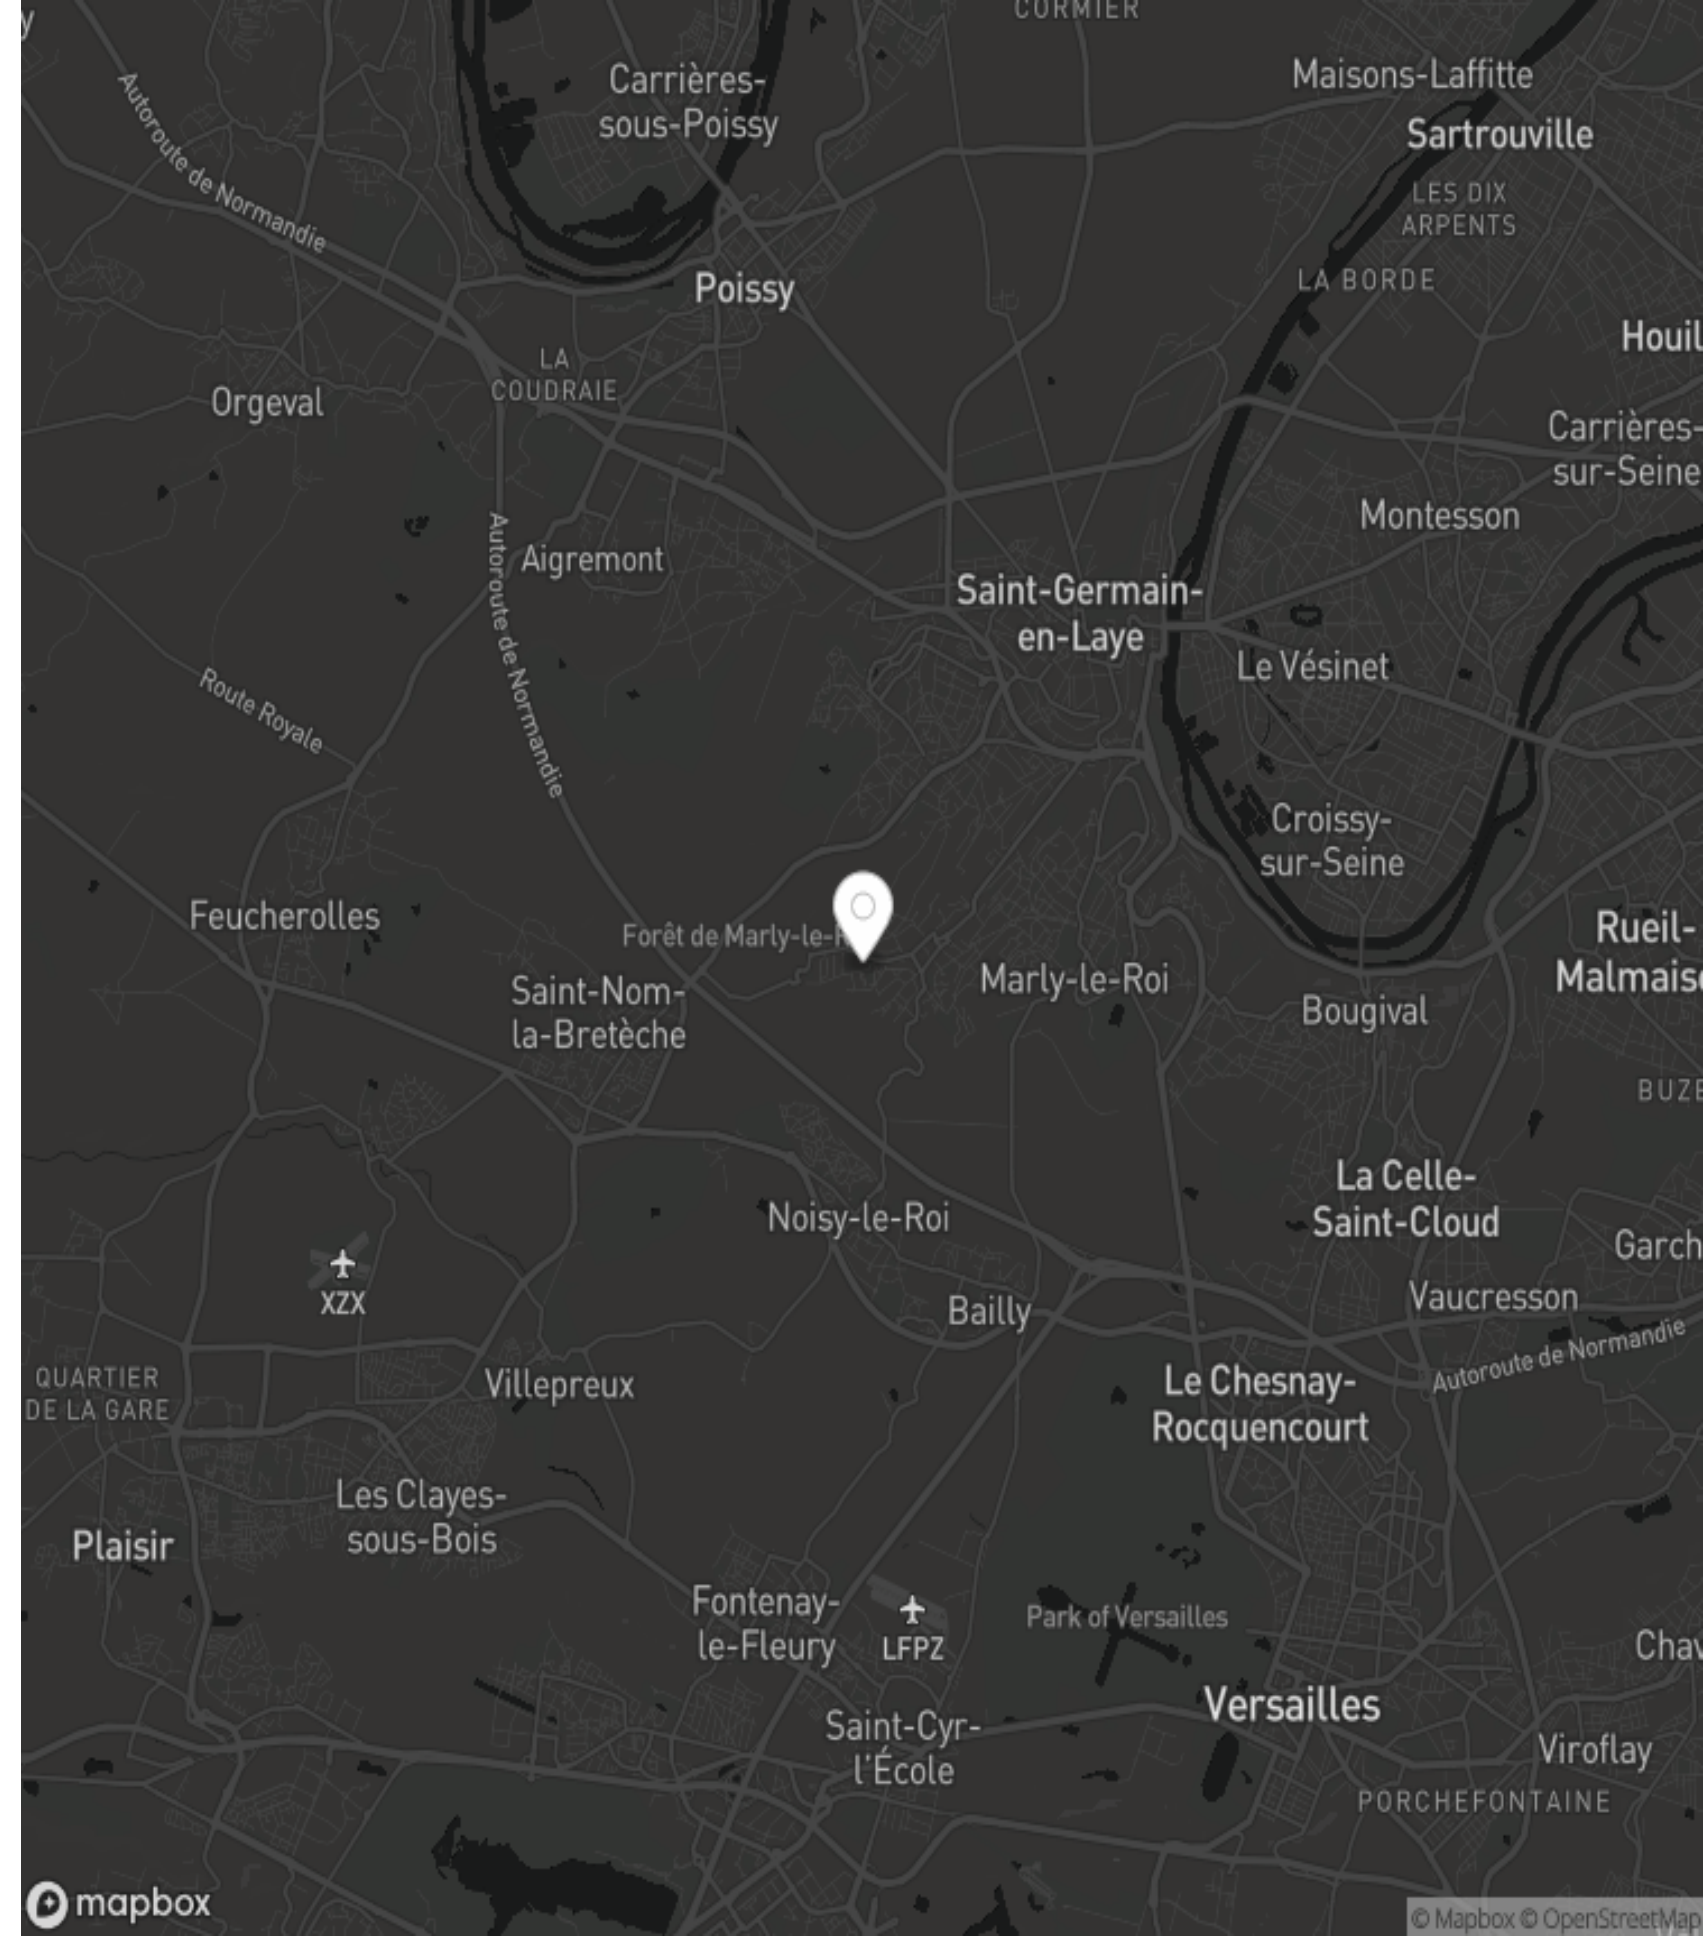 CORMIER
Carrières-
sous-Poissy
Maisons-Laffitte
Sartrouville
Autoroute de Normandie
LES DIX
ARPENTS
Poissy
LA BORDE
Houil
LA
COUDRAIE
Orgeval
Carrières-
sur-Seine
Montesson
Autoroute de Normandie
Aigremont
Saint-Germain-
en-Laye
Le Vésinet
Route Royale
Croissy-
sur-Seine
Feucherolles
Forêt de Marly-le-R
Rueil-
Malmais
Saint-Nom-
la-Bretèche
Marly-le-Roi
Bougival
BUZE
La Celle-
Saint-Cloud
Noisy-le-Roi
Garch
XZX
Bailly
Vaucresson
Autoroute de Normandie
QUARTIER
DE LA GARE
Villepreux
Le Chesnay-
Rocquencourt
Les Clayes-
sous-Bois
Plaisir
Fontenay-
le-Fleury
LFPZ
Park of Versailles
Chav
Versailles
Saint-Cyr-
l'École
Viroflay
PORCHEFONTAINE
mapbox
© Mapbox © OpenStreetMap